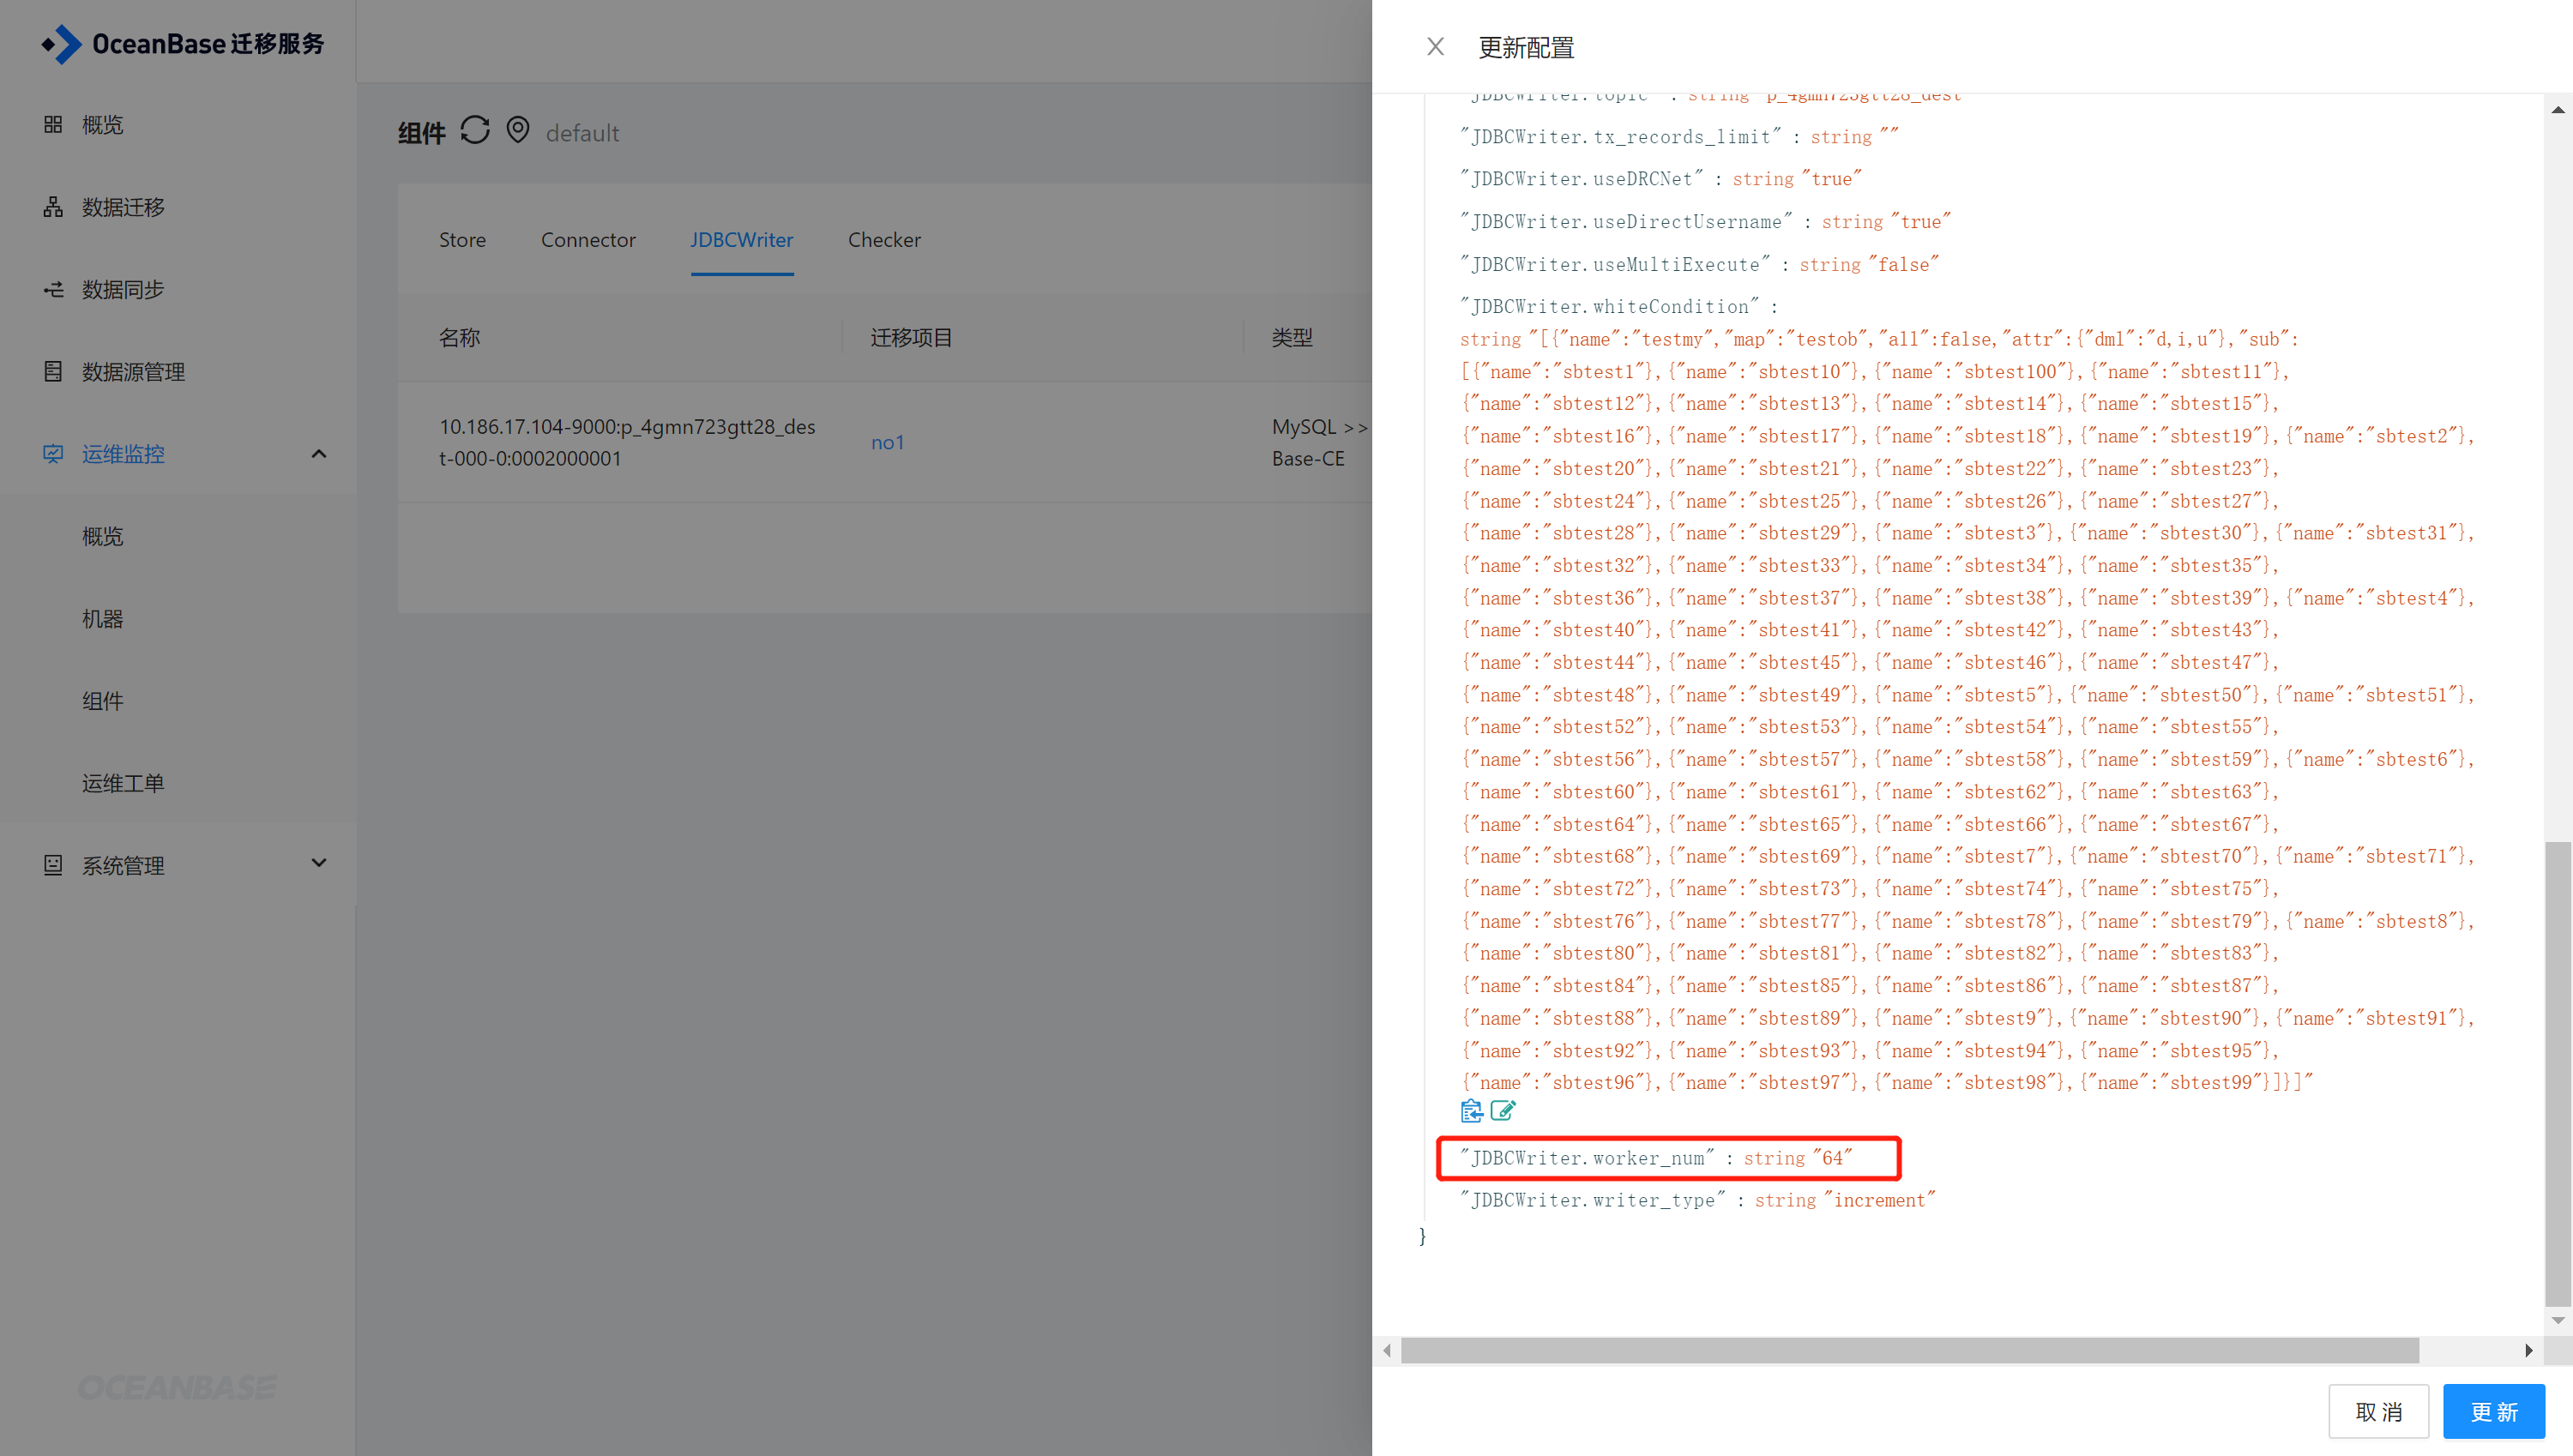 OceanBase 迁移服务
概览
数据迁移
数据同步
数据源管理
运维监控
概览
机器
组件
运维工单
系统管理
OCEANBASE
组件 default
Store Connector JDBCWriter Checker
名称 迁移项目 类型
10.186.17.104-9000:p_4gmn723gtt28_des
t-000-0:0002000001
no1
MySQL >>
Base-CE
更新配置
"JDBCWriter.topic" : string "p_4gmn723gtt28_dest"
"JDBCWriter.tx_records_limit" : string ""
"JDBCWriter.useDRCNet" : string "true"
"JDBCWriter.useDirectUsername" : string "true"
"JDBCWriter.useMultiExecute" : string "false"
"JDBCWriter.whiteCondition" :
string "[{"name":"testmy","map":"testob","all":false,"attr":{"dml":"d,i,u"},"sub":
[{"name":"sbtest1"},{"name":"sbtest10"},{"name":"sbtest100"},{"name":"sbtest11"},
{"name":"sbtest12"},{"name":"sbtest13"},{"name":"sbtest14"},{"name":"sbtest15"},
{"name":"sbtest16"},{"name":"sbtest17"},{"name":"sbtest18"},{"name":"sbtest19"},{"name":"sbtest2"},
{"name":"sbtest20"},{"name":"sbtest21"},{"name":"sbtest22"},{"name":"sbtest23"},
{"name":"sbtest24"},{"name":"sbtest25"},{"name":"sbtest26"},{"name":"sbtest27"},
{"name":"sbtest28"},{"name":"sbtest29"},{"name":"sbtest3"},{"name":"sbtest30"},{"name":"sbtest31"},
{"name":"sbtest32"},{"name":"sbtest33"},{"name":"sbtest34"},{"name":"sbtest35"},
{"name":"sbtest36"},{"name":"sbtest37"},{"name":"sbtest38"},{"name":"sbtest39"},{"name":"sbtest4"},
{"name":"sbtest40"},{"name":"sbtest41"},{"name":"sbtest42"},{"name":"sbtest43"},
{"name":"sbtest44"},{"name":"sbtest45"},{"name":"sbtest46"},{"name":"sbtest47"},
{"name":"sbtest48"},{"name":"sbtest49"},{"name":"sbtest5"},{"name":"sbtest50"},{"name":"sbtest51"},
{"name":"sbtest52"},{"name":"sbtest53"},{"name":"sbtest54"},{"name":"sbtest55"},
{"name":"sbtest56"},{"name":"sbtest57"},{"name":"sbtest58"},{"name":"sbtest59"},{"name":"sbtest6"},
{"name":"sbtest60"},{"name":"sbtest61"},{"name":"sbtest62"},{"name":"sbtest63"},
{"name":"sbtest64"},{"name":"sbtest65"},{"name":"sbtest66"},{"name":"sbtest67"},
{"name":"sbtest68"},{"name":"sbtest69"},{"name":"sbtest7"},{"name":"sbtest70"},{"name":"sbtest71"},
{"name":"sbtest72"},{"name":"sbtest73"},{"name":"sbtest74"},{"name":"sbtest75"},
{"name":"sbtest76"},{"name":"sbtest77"},{"name":"sbtest78"},{"name":"sbtest79"},{"name":"sbtest8"},
{"name":"sbtest80"},{"name":"sbtest81"},{"name":"sbtest82"},{"name":"sbtest83"},
{"name":"sbtest84"},{"name":"sbtest85"},{"name":"sbtest86"},{"name":"sbtest87"},
{"name":"sbtest88"},{"name":"sbtest89"},{"name":"sbtest9"},{"name":"sbtest90"},{"name":"sbtest91"},
{"name":"sbtest92"},{"name":"sbtest93"},{"name":"sbtest94"},{"name":"sbtest95"},
{"name":"sbtest96"},{"name":"sbtest97"},{"name":"sbtest98"},{"name":"sbtest99"}]}]"
"JDBCWriter.worker_num" : string "64"
"JDBCWriter.writer_type" : string "increment"
}
取 消 更 新